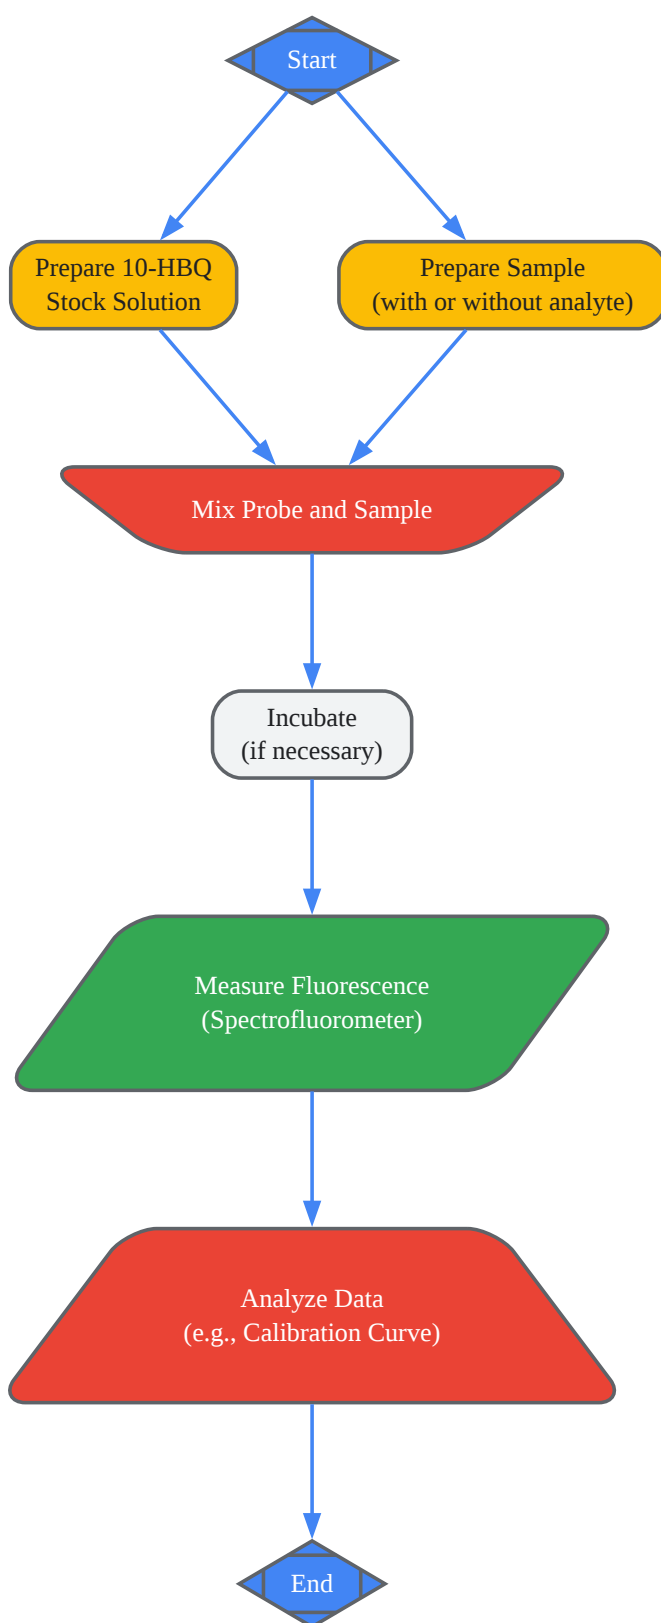 Start
Prepare 10-HBQ
Stock Solution
Prepare Sample
(with or without analyte)
Mix Probe and Sample
Incubate
(if necessary)
Measure Fluorescence
(Spectrofluorometer)
Analyze Data
(e.g., Calibration Curve)
End